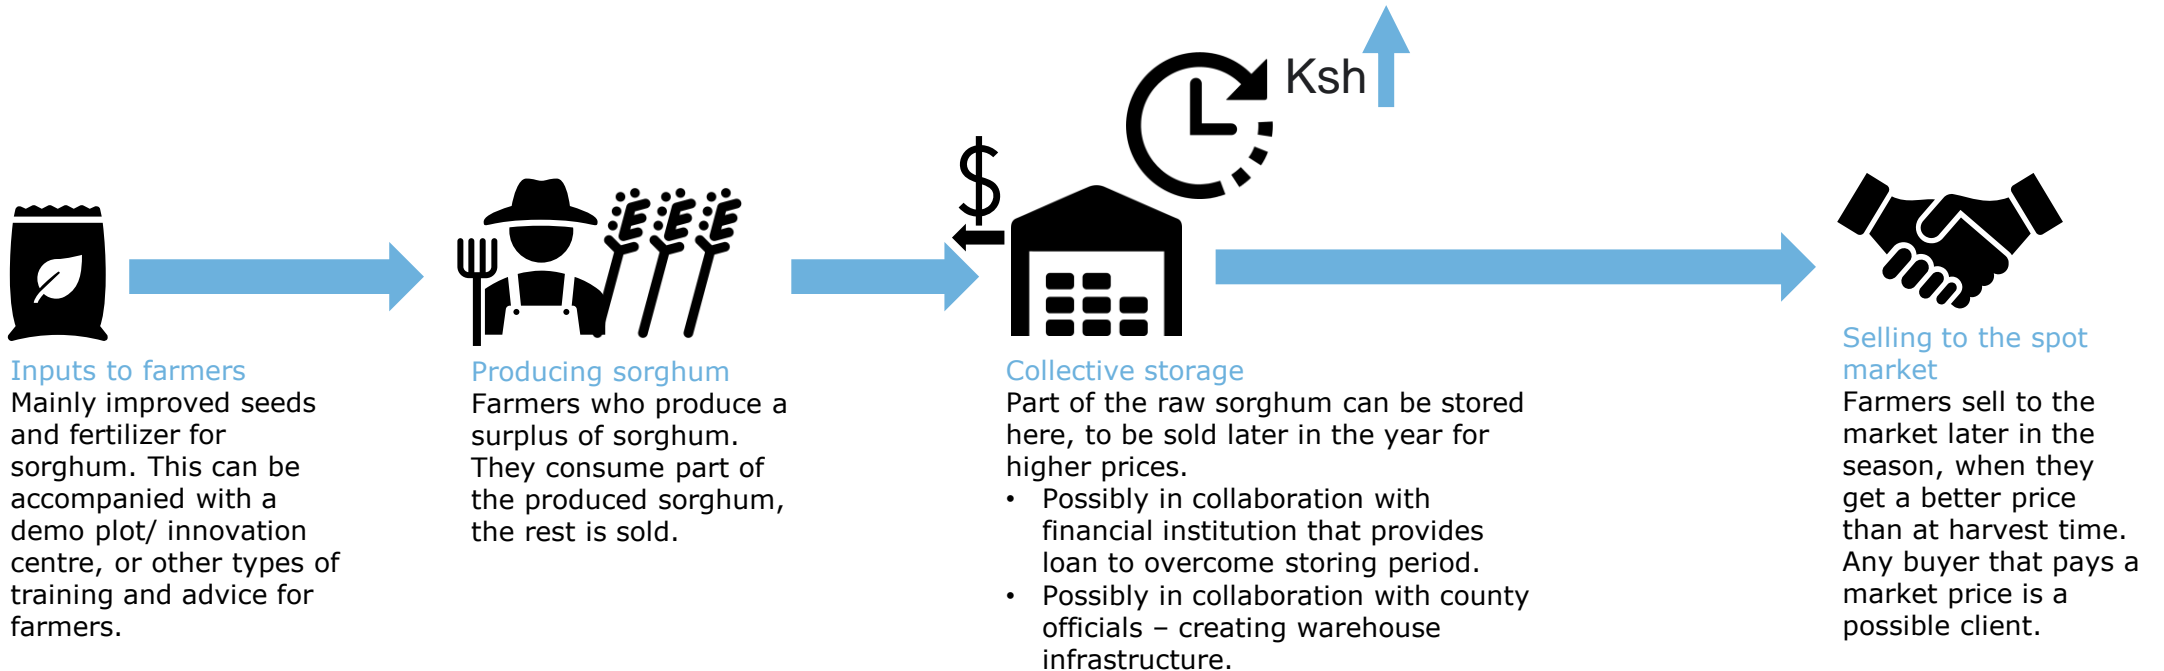 Ksh
$
Inputs to farmers
Mainly improved seeds
and fertilizer for
sorghum. This can be
accompanied with a
demo plot/ innovation
centre, or other types of
training and advice for
farmers.
Producing sorghum
Farmers who produce a
surplus of sorghum.
They consume part of
the produced sorghum,
the rest is sold.
Collective storage
Part of the raw sorghum can be stored
here, to be sold later in the year for
higher prices.
• Possibly in collaboration with
financial institution that provides
loan to overcome storing period.
• Possibly in collaboration with county
officials – creating warehouse
infrastructure.
Selling to the spot
market
Farmers sell to the
market later in the
season, when they
get a better price
than at harvest time.
Any buyer that pays a
market price is a
possible client.